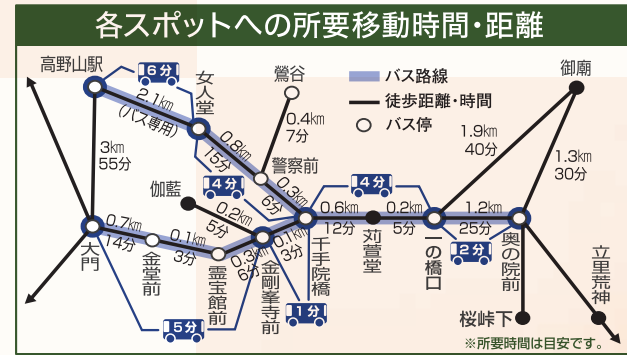 各スポットへの所要移動時間・距離
高野山駅
6分
女人堂
鶯谷
御廟
バス路線
徒歩距離・時間
バス停
2.1km
(バス専用)
0.8km
15分
0.4km
7分
1.9km
40分
1.3km
30分
3km
55分
警察前
4分
0.3km
6分
4分
伽藍
0.2km
5分
0.6km
12分
0.2km
5分
1.2km
25分
0.7km
14分
0.1km
3分
0.3km
6分
0.1km
3分
大門
金堂前
霊宝館前
金剛峯寺前
千手院橋
苅萱堂
一の橋口
2分
奥の院前
立里荒神
5分
1分
桜峠下
※所要時間は目安です。